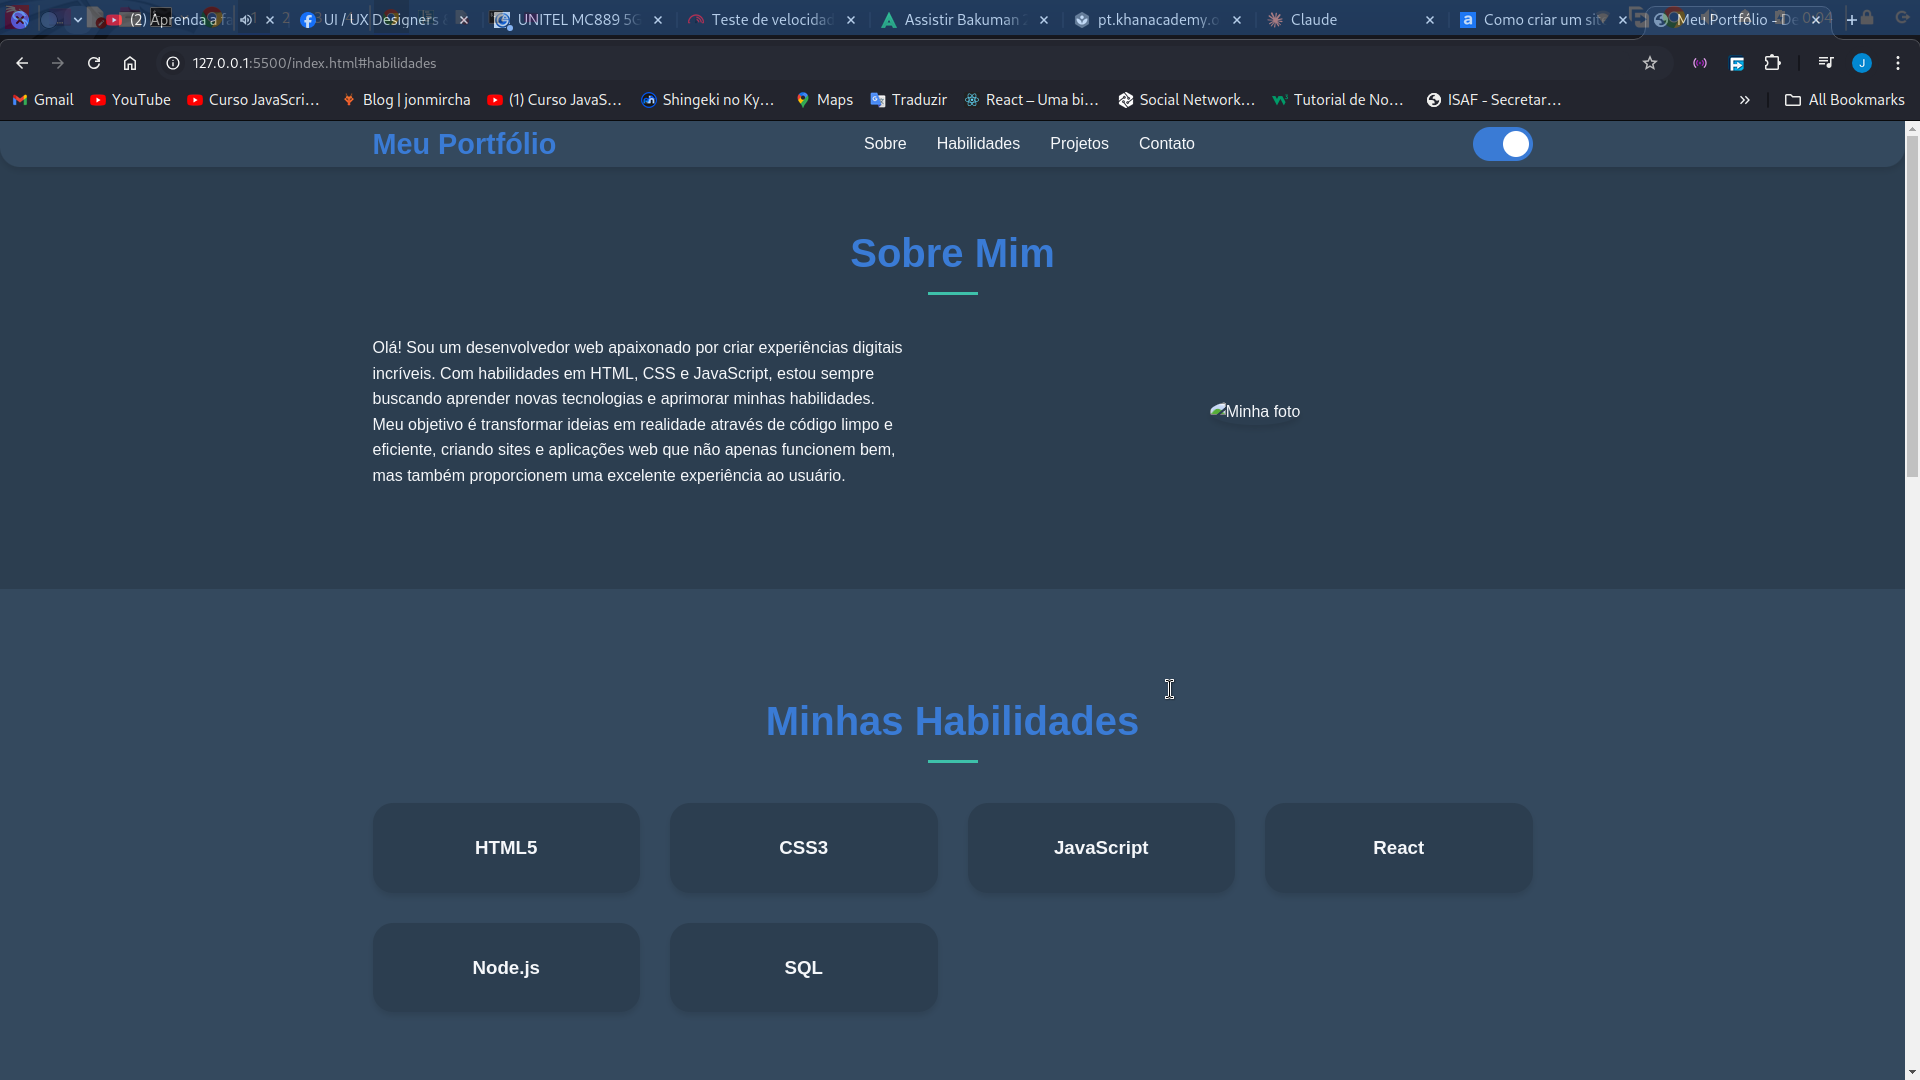 (2) Aprenda a fa
UI / UX Designers
UNITEL MC889 5G
Teste de velocidad
Assistir Bakuman
pt.khanacademy.o
Claude
Como criar um sit
Meu Portfólio - De
127.0.0.1:5500/index.html#habilidades
Gmail
YouTube
Curso JavaScri…
Blog | jonmircha
(1) Curso JavaS…
Shingeki no Ky…
Maps
Traduzir
React – Uma bi…
Social Network…
Tutorial de No…
ISAF - Secretar…
All Bookmarks
Meu Portfólio
Sobre
Habilidades
Projetos
Contato
Sobre Mim
Olá! Sou um desenvolvedor web apaixonado por criar experiências digitais
incríveis. Com habilidades em HTML, CSS e JavaScript, estou sempre
buscando aprender novas tecnologias e aprimorar minhas habilidades.
Meu objetivo é transformar ideias em realidade através de código limpo e
eficiente, criando sites e aplicações web que não apenas funcionem bem,
mas também proporcionem uma excelente experiência ao usuário.
Minha foto
Minhas Habilidades
HTML5
CSS3
JavaScript
React
Node.js
SQL